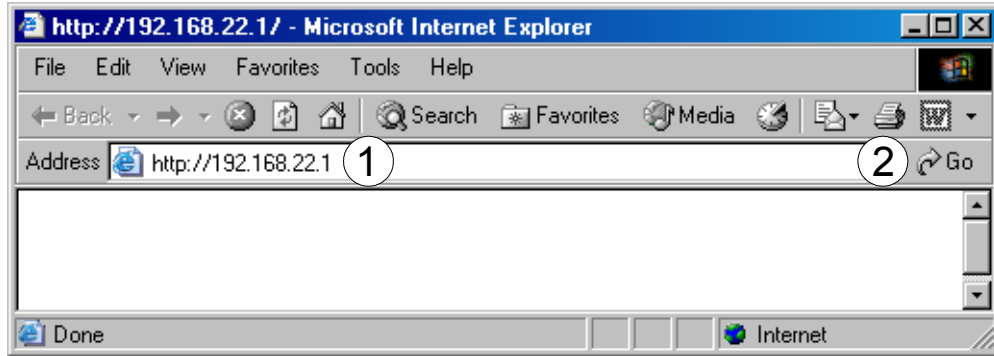 http://192.168.22.1/ - Microsoft Internet Explorer
File Edit View Favorites Tools Help
Back Search Favorites Media W
Address http://192.168.22.1 1 2 Go
Done Internet